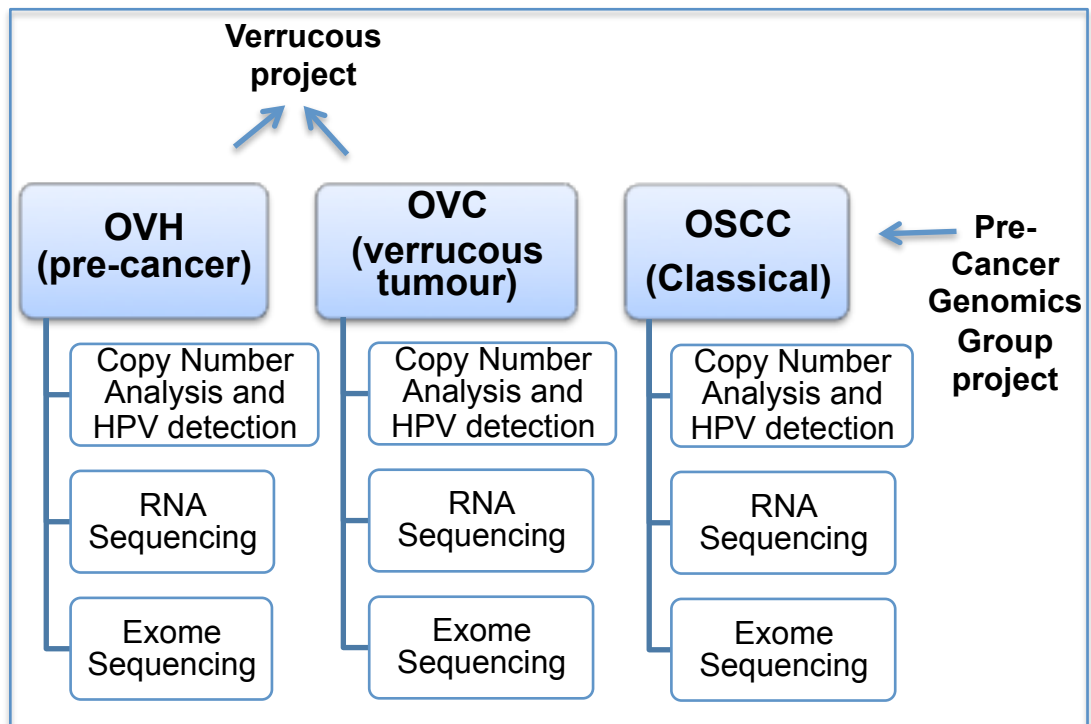 Verrucous
project
OVH
(pre-cancer)
Copy Number
Analysis and
HPV detection
RNA
Sequencing
Exome
Sequencing
OVC
(verrucous
tumour)
Copy Number
Analysis and
HPV detection
RNA
Sequencing
Exome
Sequencing
OSCC
(Classical)
Copy Number
Analysis and
HPV detection
RNA
Sequencing
Exome
Sequencing
Pre-
Cancer
Genomics
Group
project